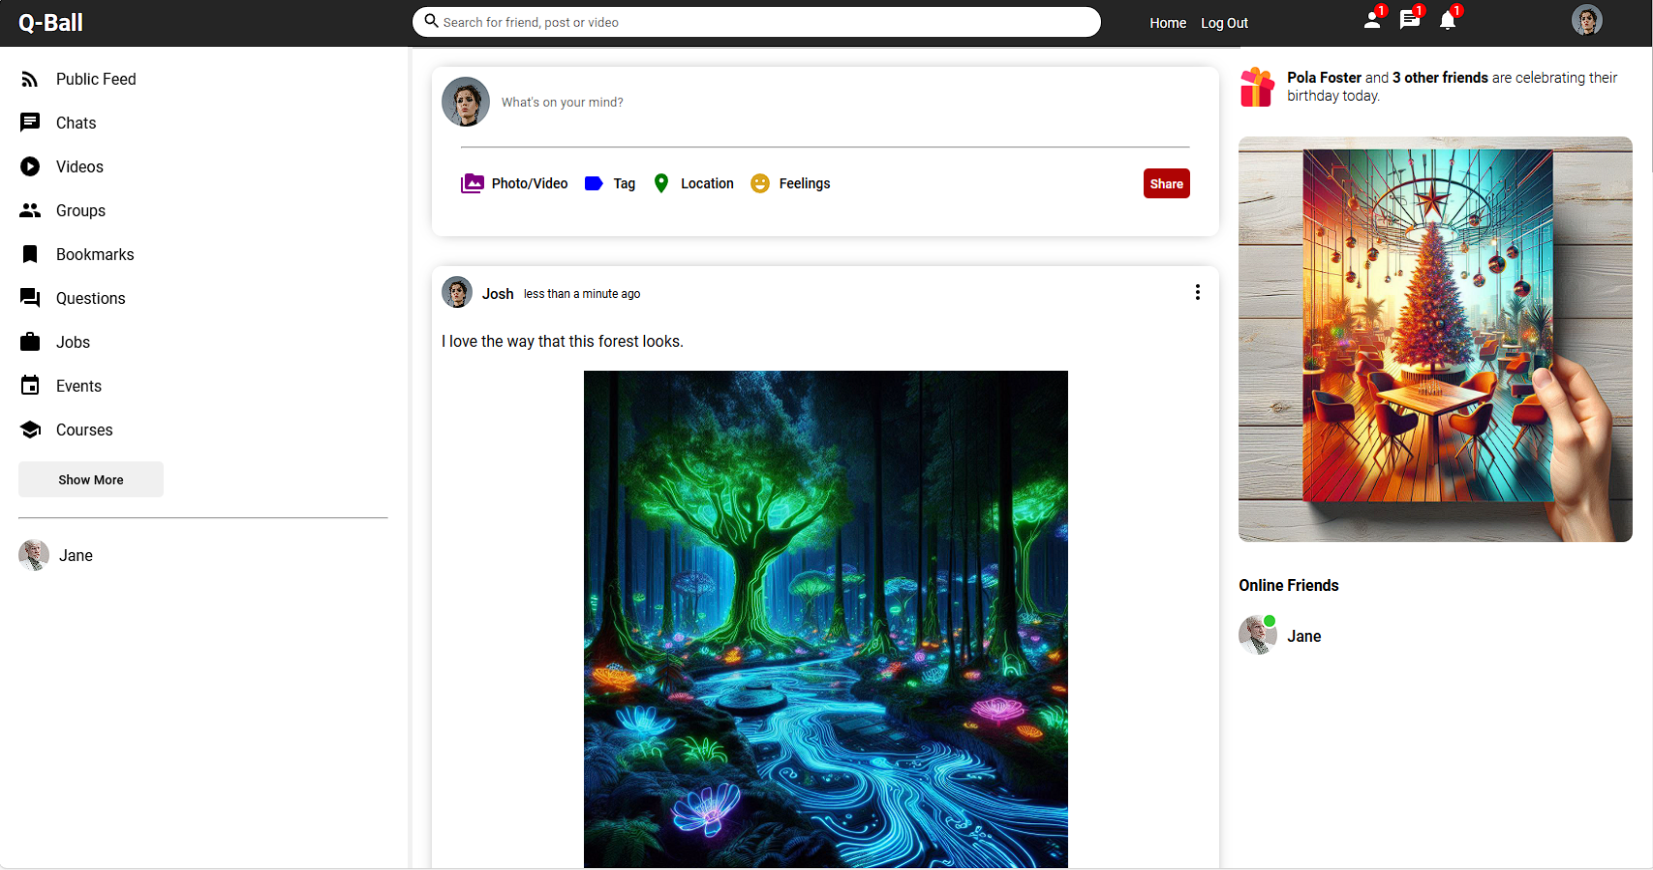 Q-Ball
Search for friend, post or video
Home Log Out
1 1 1
Public Feed
Chats
Videos
Groups
Bookmarks
Questions
Jobs
Events
Courses
Show More
Jane
What's on your mind?
Photo/Video Tag Location Feelings Share
Josh less than a minute ago
I love the way that this forest looks.
Pola Foster and 3 other friends are celebrating their
birthday today.
Online Friends
Jane